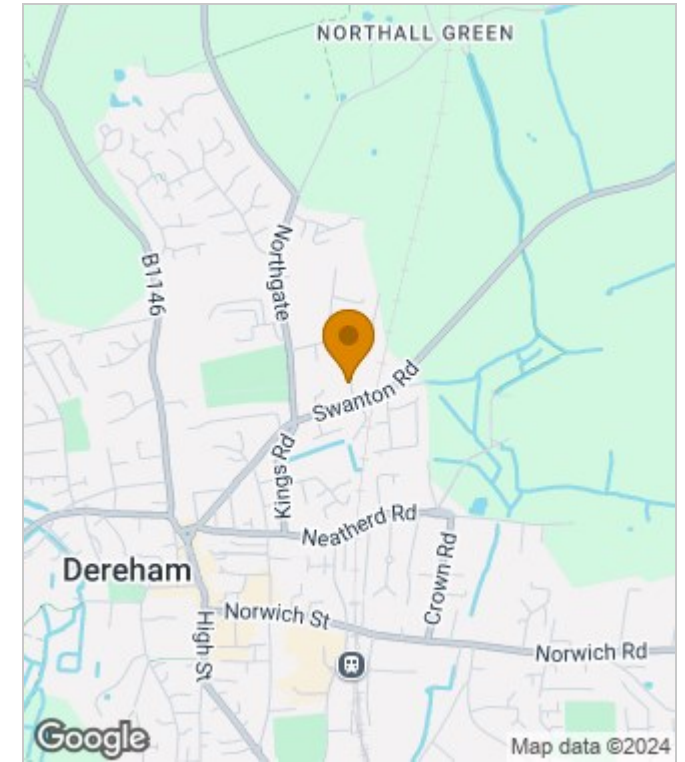 NORTHALL GREEN
Northgate
B1146
Swanton Rd
Kings Rd
Neatherd Rd
Dereham
Crown Rd
Norwich St
High St
Norwich Rd
Google
Map data ©2024